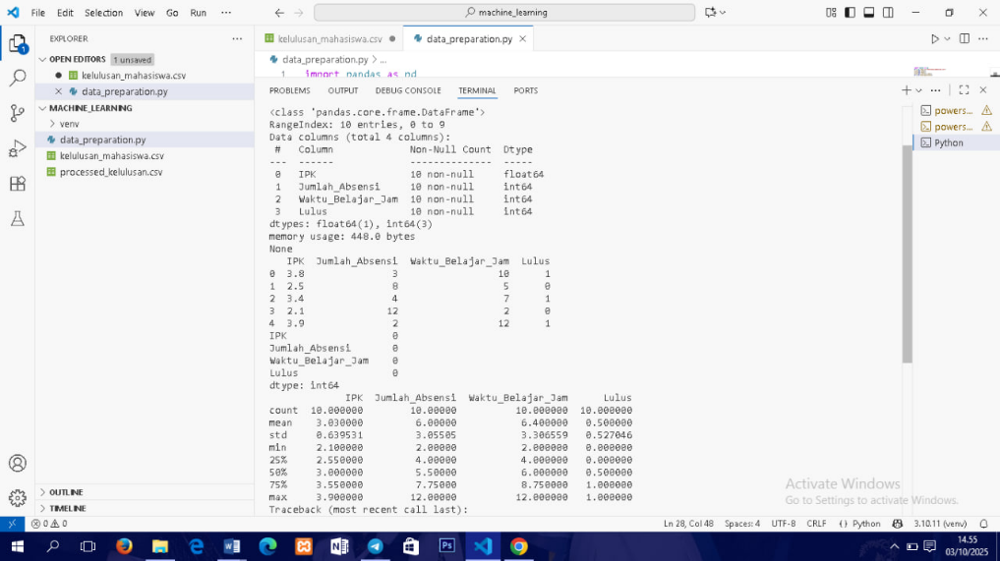 File Edit Selection View Go Run ···
machine_learning
EXPLORER ···
OPEN EDITORS 1 unsaved
kelulusan_mahasiswa.csv
data_preparation.py
MACHINE_LEARNING
venv
data_preparation.py
kelulusan_mahasiswa.csv
processed_kelulusan.csv
OUTLINE
TIMELINE
1
kelulusan_mahasiswa.csv
data_preparation.py
data_preparation.py > ...
1 import pandas as pd
PROBLEMS OUTPUT DEBUG CONSOLE TERMINAL PORTS
powers...
powers...
Python
<class 'pandas.core.frame.DataFrame'>
RangeIndex: 10 entries, 0 to 9
Data columns (total 4 columns):
# Column Non-Null Count Dtype
--- ------ -------------- -----
0 IPK 10 non-null float64
1 Jumlah_Absensi 10 non-null int64
2 Waktu_Belajar_Jam 10 non-null int64
3 Lulus 10 non-null int64
dtypes: float64(1), int64(3)
memory usage: 448.0 bytes
None
IPK Jumlah_Absensi Waktu_Belajar_Jam Lulus
0 3.8 3 10 1
1 2.5 8 5 0
2 3.4 4 7 1
3 2.1 12 2 0
4 3.9 2 12 1
IPK 0
Jumlah_Absensi 0
Waktu_Belajar_Jam 0
Lulus 0
dtype: int64
IPK Jumlah_Absensi Waktu_Belajar_Jam Lulus
count 10.000000 10.00000 10.000000 10.000000
mean 3.030000 6.00000 6.400000 0.500000
std 0.639531 3.05505 3.306559 0.527046
min 2.100000 2.00000 2.000000 0.000000
25% 2.550000 4.00000 4.000000 0.000000
50% 3.000000 5.50000 6.000000 0.500000
75% 3.550000 7.75000 8.750000 1.000000
max 3.900000 12.00000 12.000000 1.000000
Traceback (most recent call last):
Activate Windows
Go to Settings to activate Windows.
0 0 Ln 28, Col 48 Spaces: 4 UTF-8 CRLF {} Python 3.10.11 (venv)
14.55
03/10/2025